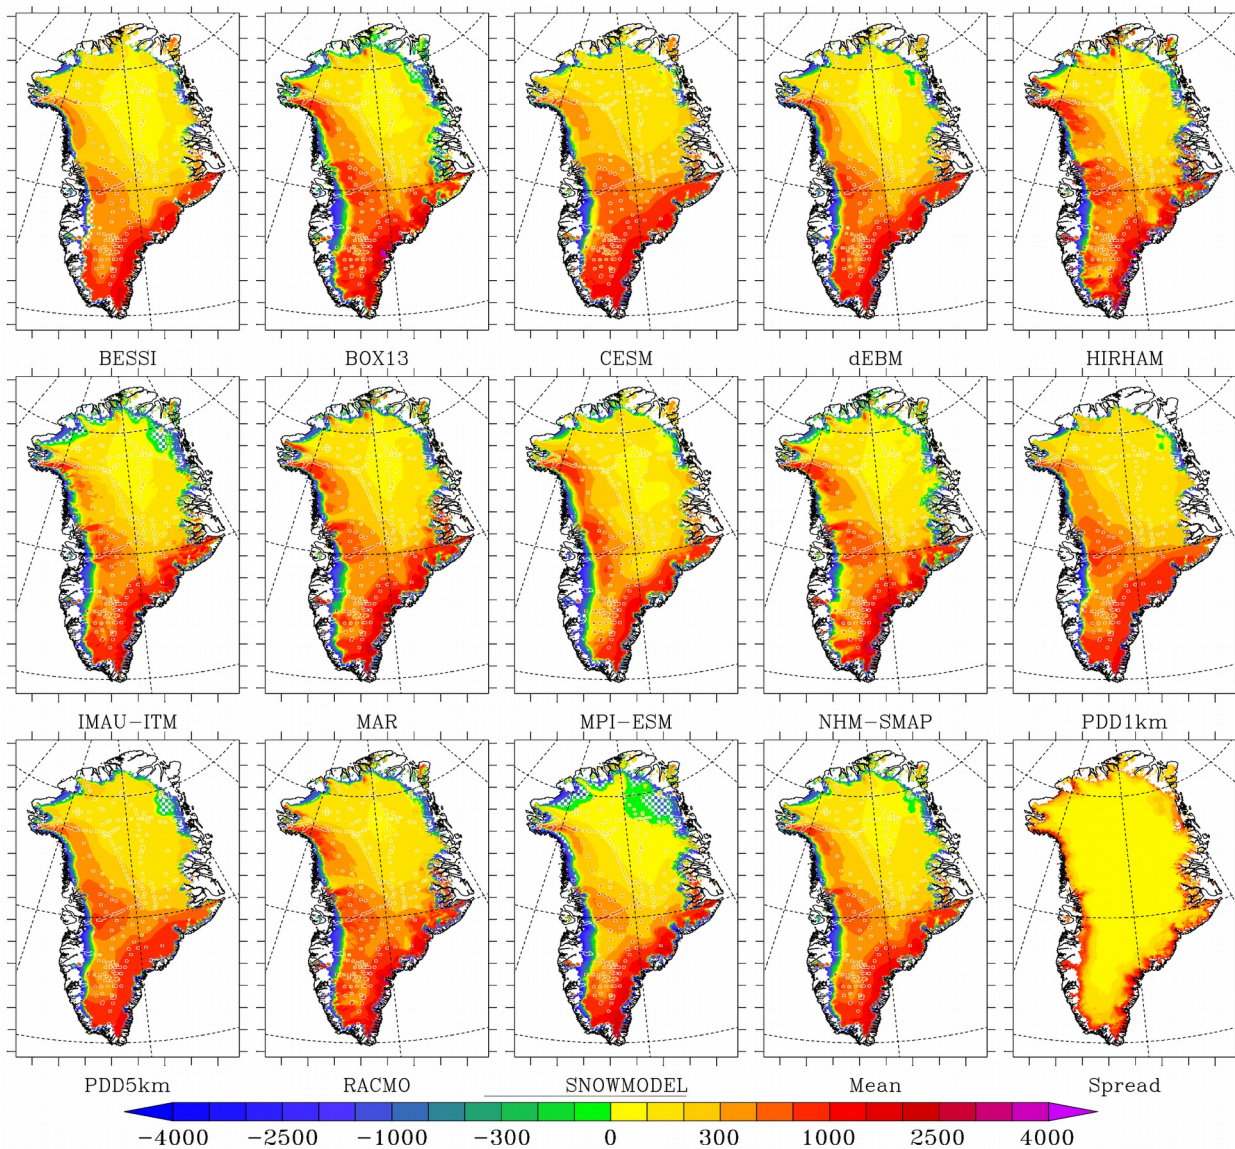 BESSI BOX13 CESM dEBM HIRHAM
IMAU-ITM MAR MPI-ESM NHM-SMAP PDD1km
PDD5km RACMO SNOWMODEL Mean Spread
-4000 -2500 -1000 -300 0 300 1000 2500 4000